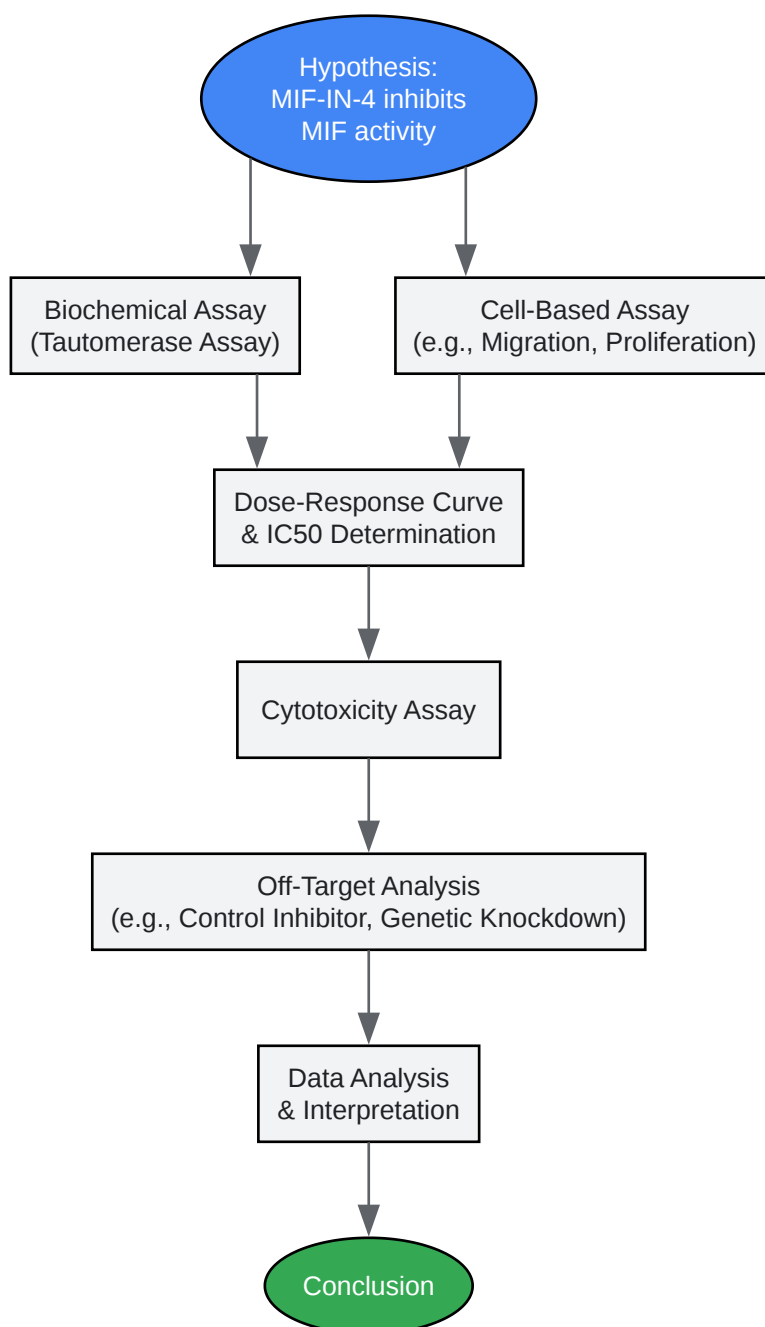 Hypothesis:
MIF-IN-4 inhibits
MIF activity
Biochemical Assay
(Tautomerase Assay)
Cell-Based Assay
(e.g., Migration, Proliferation)
Dose-Response Curve
& IC50 Determination
Cytotoxicity Assay
Off-Target Analysis
(e.g., Control Inhibitor, Genetic Knockdown)
Data Analysis
& Interpretation
Conclusion